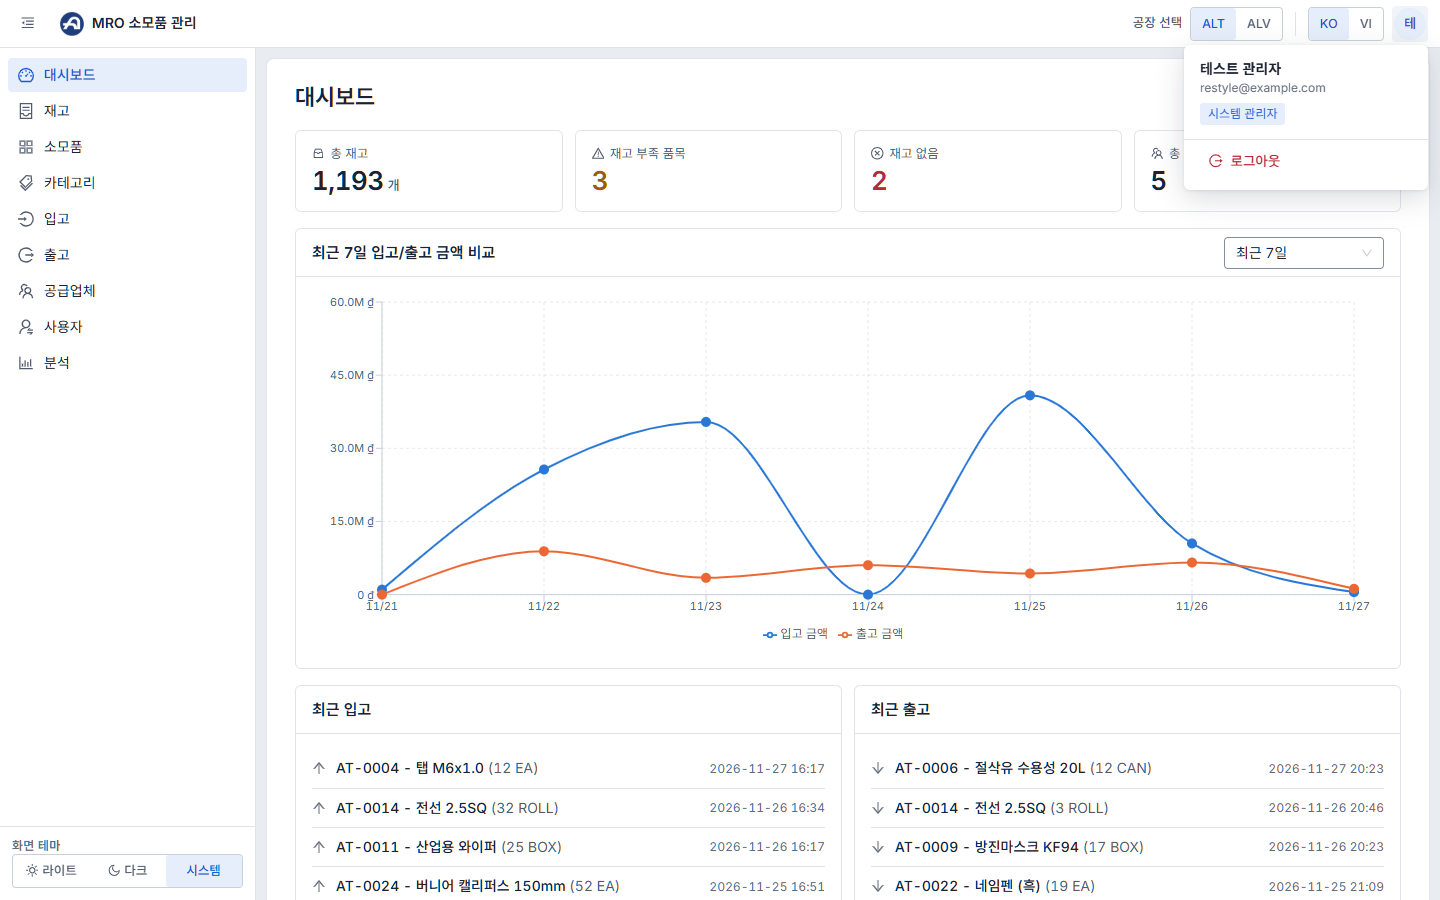 MRO 소모품 관리
공장 선택
ALT
ALV
KO
VI
테
테스트 관리자
restyle@example.com
시스템 관리자
로그아웃
대시보드
재고
소모품
카테고리
입고
출고
공급업체
사용자
분석
화면 테마
라이트
다크
시스템
대시보드
총 재고
1,193 개
재고 부족 품목
3
재고 없음
2
총
5
최근 7일 입고/출고 금액 비교
최근 7일
60.0M ₫
45.0M ₫
30.0M ₫
15.0M ₫
0 ₫
11/21
11/22
11/23
11/24
11/25
11/26
11/27
입고 금액
출고 금액
최근 입고
AT-0004 - 탭 M6x1.0 (12 EA)
2026-11-27 16:17
AT-0014 - 전선 2.5SQ (32 ROLL)
2026-11-26 16:34
AT-0011 - 산업용 와이퍼 (25 BOX)
2026-11-26 16:17
AT-0024 - 버니어 캘리퍼스 150mm (52 EA)
2026-11-25 16:51
최근 출고
AT-0006 - 절삭유 수용성 20L (12 CAN)
2026-11-27 20:23
AT-0014 - 전선 2.5SQ (3 ROLL)
2026-11-26 20:46
AT-0009 - 방진마스크 KF94 (17 BOX)
2026-11-26 20:23
AT-0022 - 네임펜 (흑) (19 EA)
2026-11-25 21:09